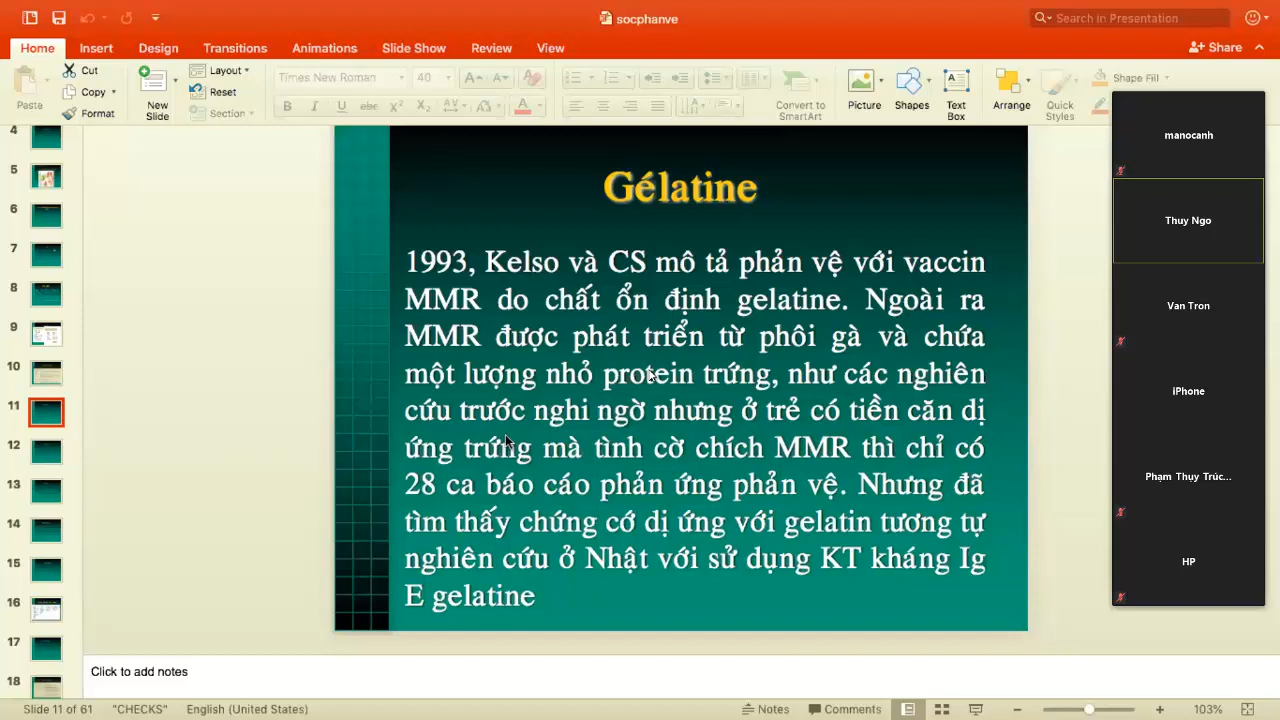 socphanve
Search in Presentation
Home Insert Design Transitions Animations Slide Show Review View
Share
Paste
Cut
Copy
Format
New Slide
Layout
Reset
Section
Times New Roman 40
Convert to SmartArt
Picture
Shapes
Text Box
Arrange
Quick Styles
Shape Fill
4
5
6
7
8
9
10
11
12
13
14
15
16
17
18
Gélatine
1993, Kelso và CS mô tả phản vệ với vaccin
MMR do chất ổn định gelatine. Ngoài ra
MMR được phát triển từ phôi gà và chứa
một lượng nhỏ protein trứng, như các nghiên
cứu trước nghi ngờ nhưng ở trẻ có tiền căn dị
ứng trứng mà tình cờ chích MMR thì chỉ có
28 ca báo cáo phản ứng phản vệ. Nhưng đã
tìm thấy chứng cớ dị ứng với gelatin tương tự
nghiên cứu ở Nhật với sử dụng KT kháng Ig
E gelatine
manocanh
Thuy Ngo
Van Tron
iPhone
Phạm Thụy Trúc...
HP
Click to add notes
Slide 11 of 61 "CHECKS" English (United States)
Notes Comments 103%